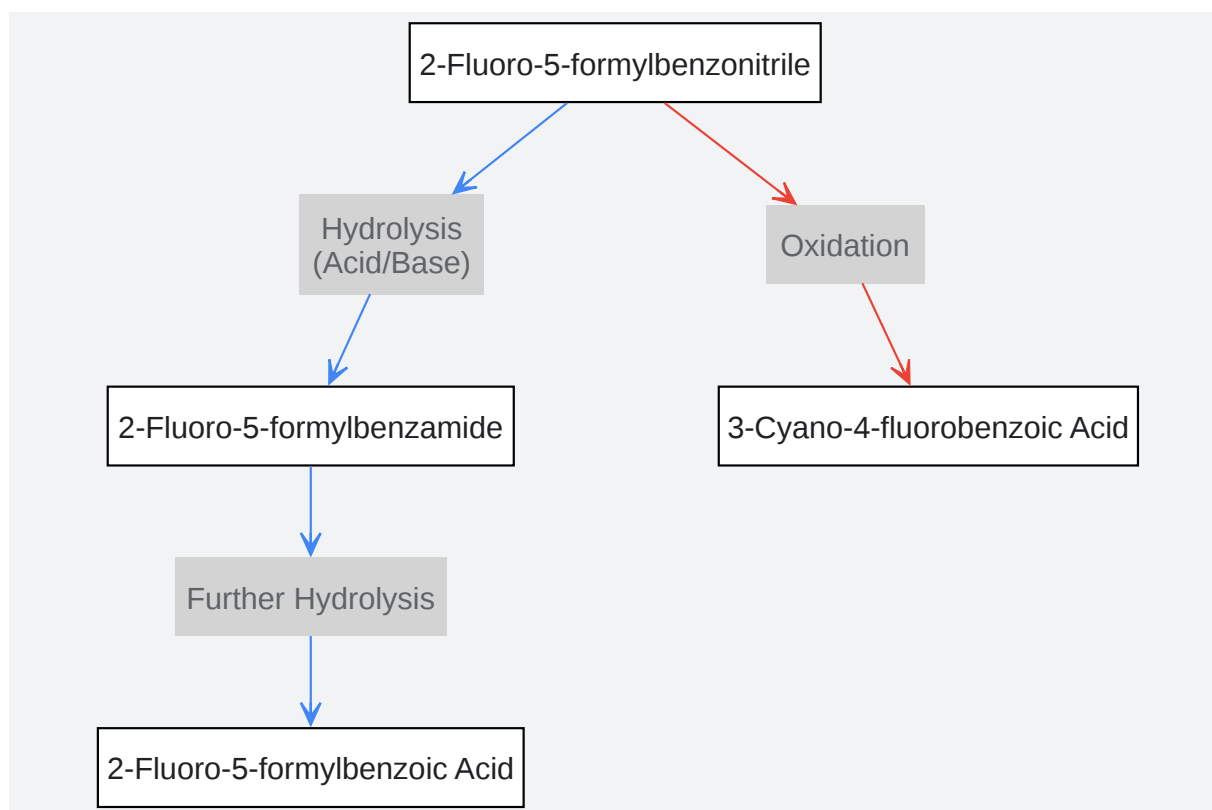 2-Fluoro-5-formylbenzonitrile
Hydrolysis
(Acid/Base)
Oxidation
2-Fluoro-5-formylbenzamide
3-Cyano-4-fluorobenzoic Acid
Further Hydrolysis
2-Fluoro-5-formylbenzoic Acid